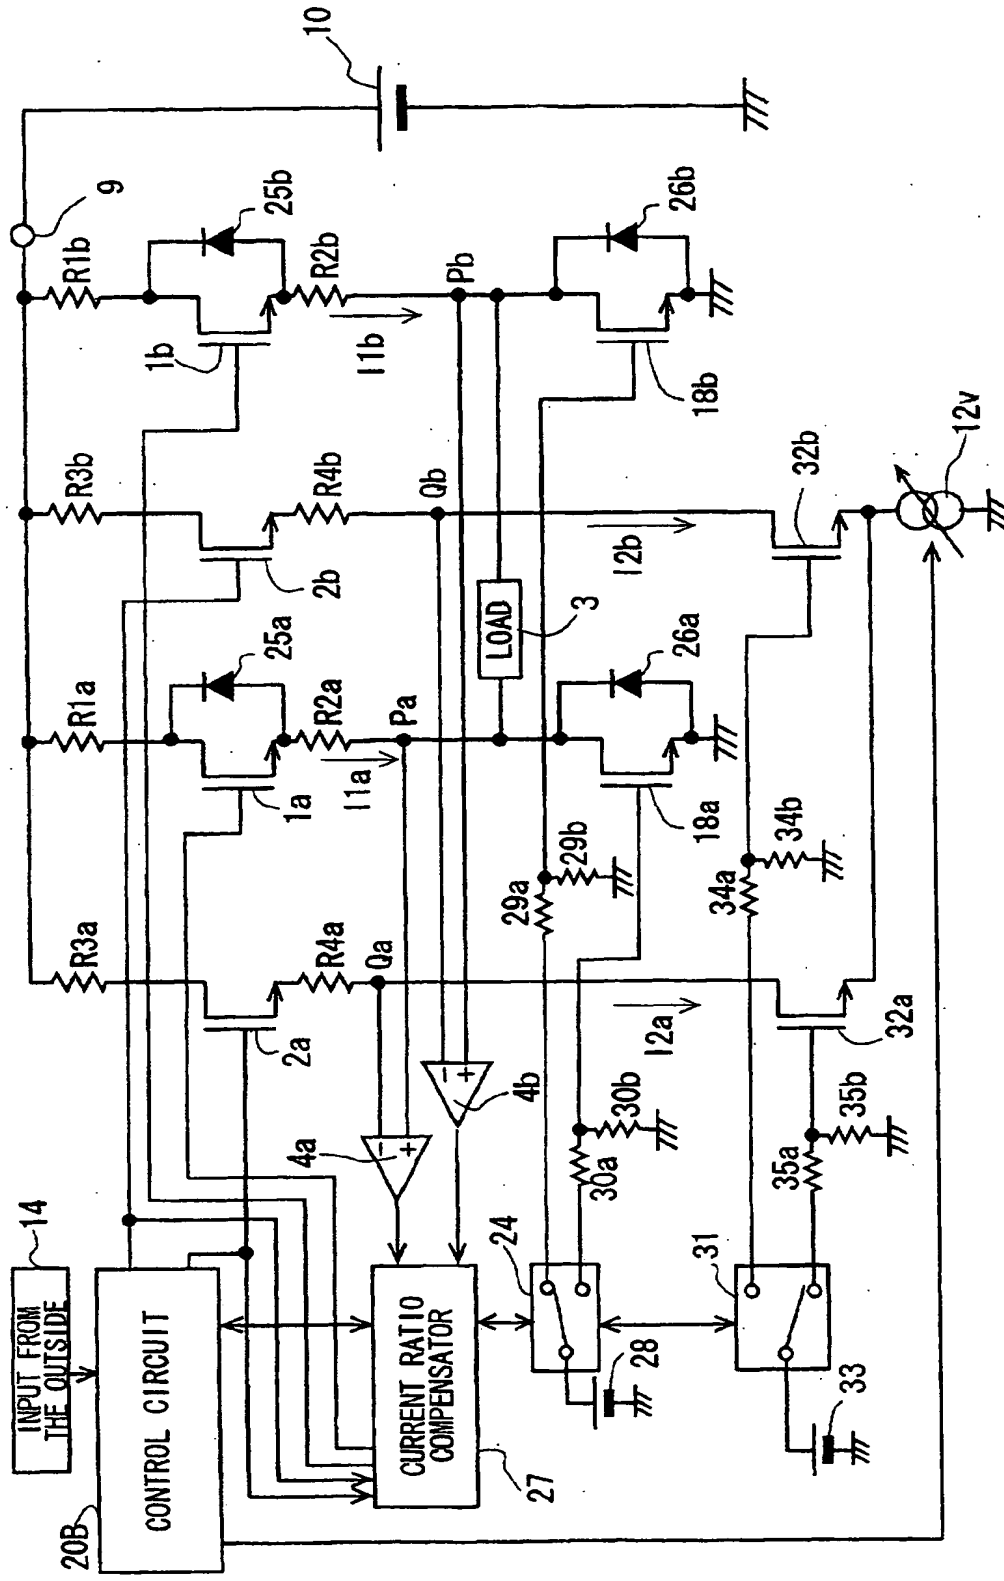 INPUT FROM
THE OUTSIDE
14
20B
CONTROL CIRCUIT
CURRENT RATIO
COMPENSATOR
27
4a
4b
−
+
−
+
24
28
31
33
R3a
2a
R4a
Qa
I2a
32a
R1a
25a
1a
R2a
I1a
Pa
LOAD
3
26a
18a
29a
29b
30a
30b
34a
34b
35a
35b
R3b
2b
R4b
Qb
I2b
32b
12v
R1b
25b
1b
R2b
I1b
Pb
26b
18b
9
10